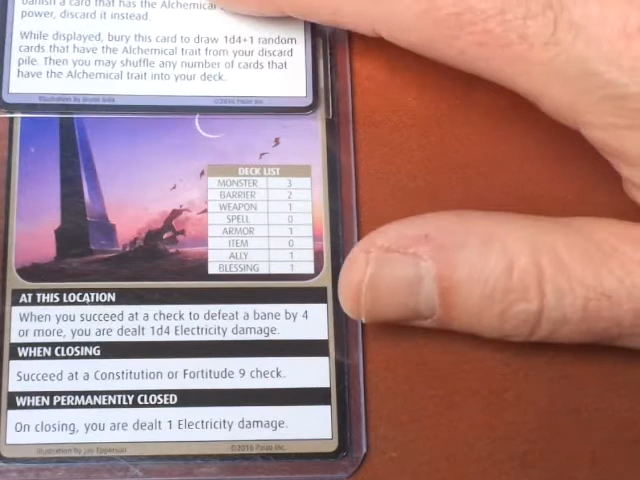 banish a card that has the Alchemical
power, discard it instead.
While displayed, bury this card to draw 1d4+1 random
cards that have the Alchemical trait from your discard
pile. Then you may shuffle any number of cards that
have the Alchemical trait into your deck.
Illustration by
©2016 Paizo Inc.
DECK LIST
MONSTER 3
BARRIER 2
WEAPON 1
SPELL 0
ARMOR 1
ITEM 0
ALLY 1
BLESSING 1
AT THIS LOCATION
When you succeed at a check to defeat a bane by 4
or more, you are dealt 1d4 Electricity damage.
WHEN CLOSING
Succeed at a Constitution or Fortitude 9 check.
WHEN PERMANENTLY CLOSED
On closing, you are dealt 1 Electricity damage.
Illustration by Epperson
©2016 Paizo Inc.